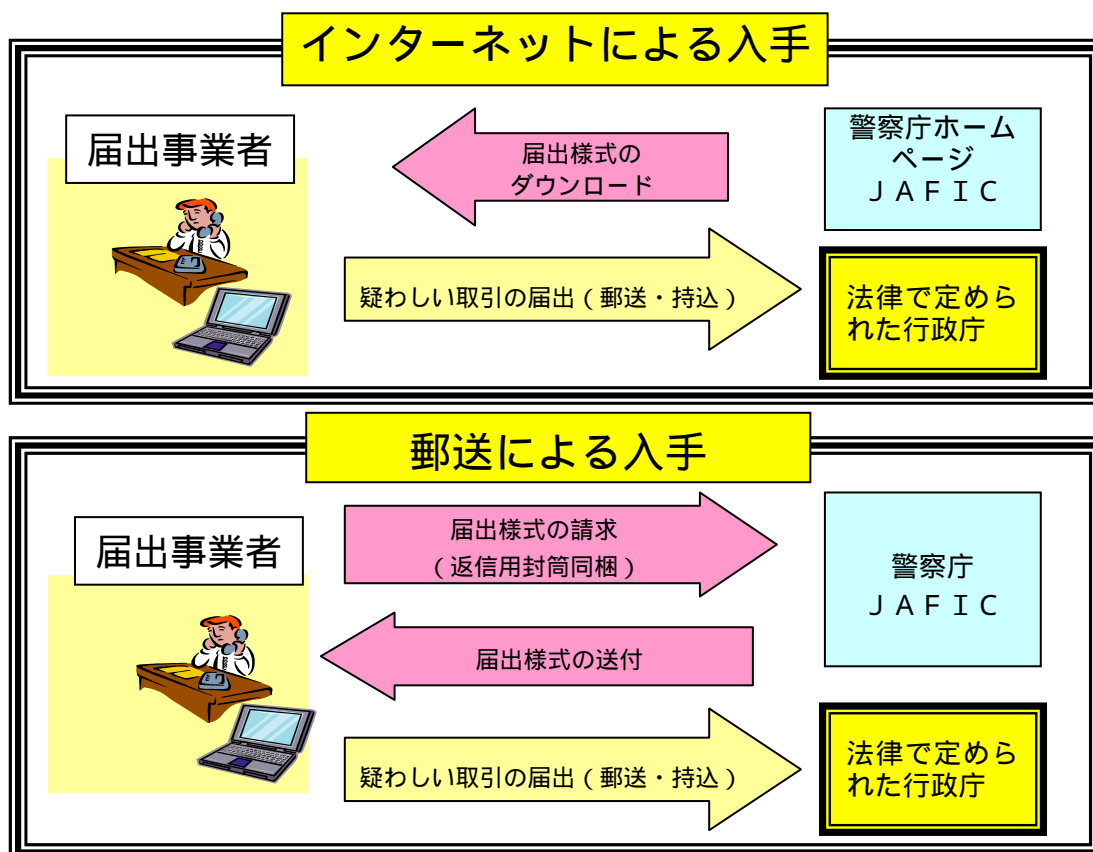 インターネットによる入手
届出事業者
届出様式の
ダウンロード
警察庁ホーム
ページ
ＪＡＦＩＣ
疑わしい取引の届出（郵送・持込）
法律で定めら
れた行政庁
郵送による入手
届出事業者
届出様式の請求
（返信用封筒同梱）
警察庁
ＪＡＦＩＣ
届出様式の送付
疑わしい取引の届出（郵送・持込）
法律で定めら
れた行政庁